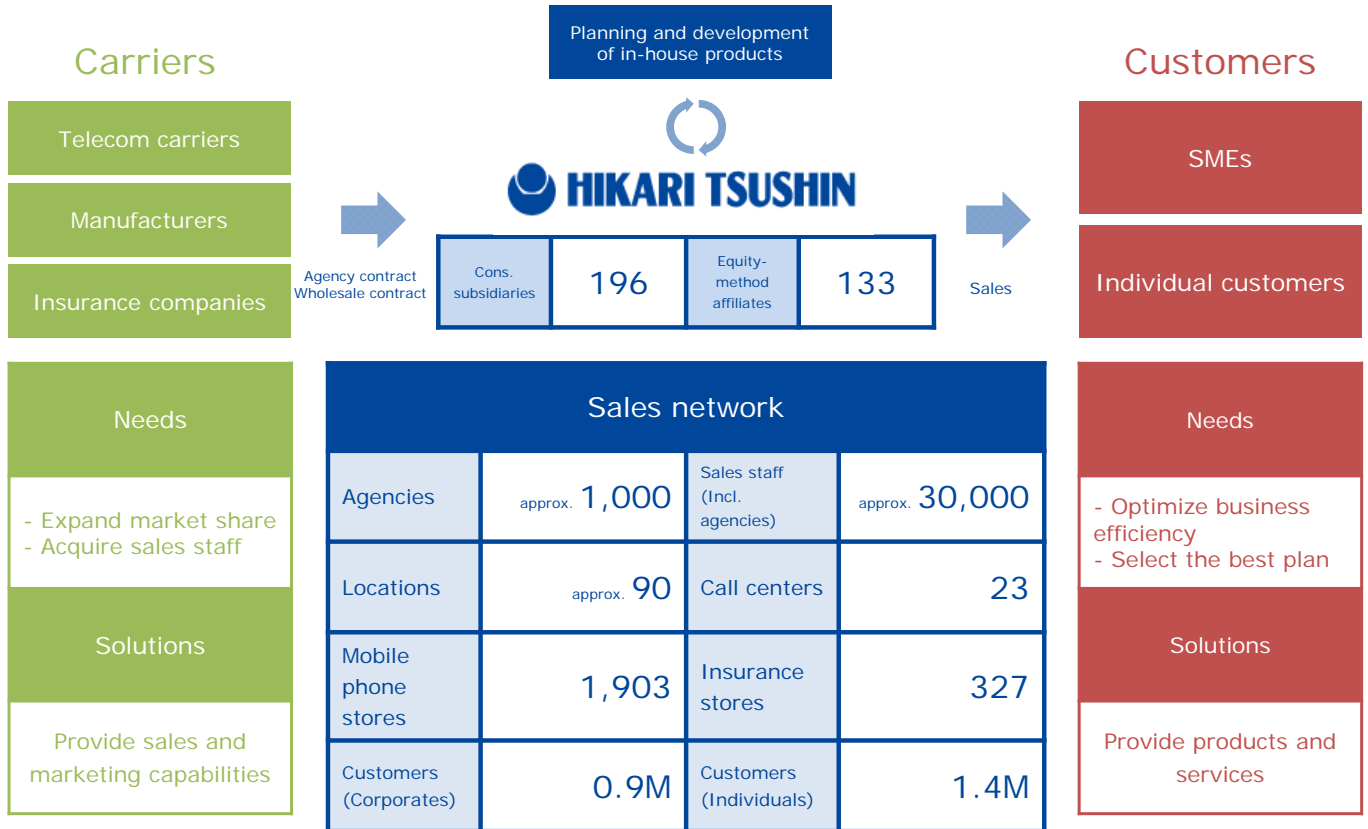 Planning and development
of in-house products
Carriers
Customers
Telecom carriers
Manufacturers
Insurance companies
Agency contract
Wholesale contract
HIKARI TSUSHIN
Cons.
subsidiaries
196
Equity-
method
affiliates
133
Sales
SMEs
Individual customers
Needs
- Expand market share
- Acquire sales staff
Solutions
Provide sales and
marketing capabilities
Sales network
Agencies
approx. 1,000
Sales staff
(Incl.
agencies)
approx. 30,000
Locations
approx. 90
Call centers
23
Mobile
phone
stores
1,903
Insurance
stores
327
Customers
(Corporates)
0.9M
Customers
(Individuals)
1.4M
Needs
- Optimize business
efficiency
- Select the best plan
Solutions
Provide products and
services